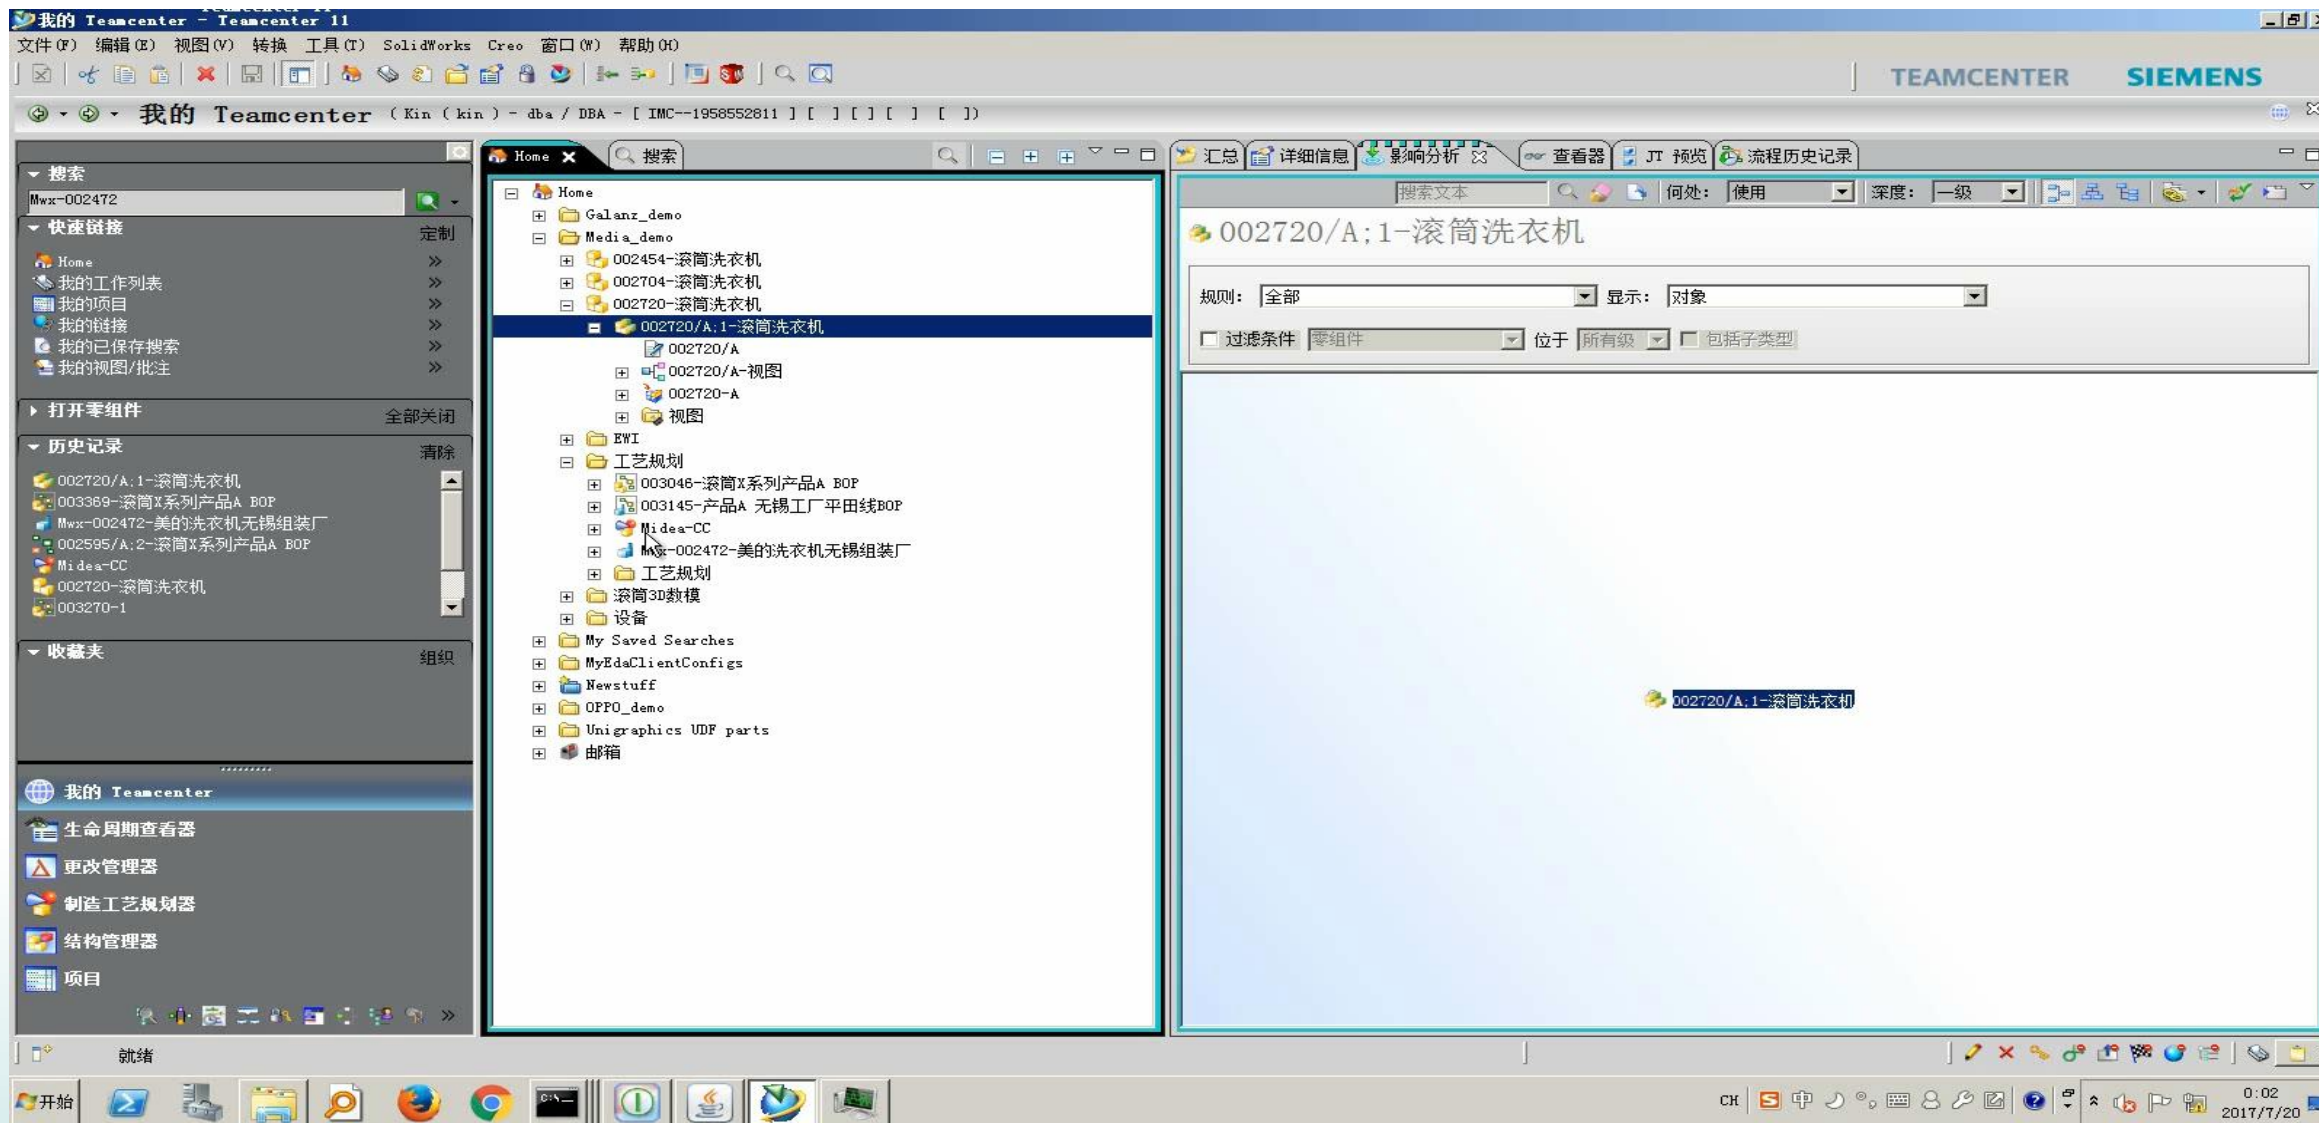 我的 Teamcenter - Teamcenter 11
文件(F) 编辑(E) 视图(V) 转换 工具(T) SolidWorks Creo 窗口(W) 帮助(H)
TEAMCENTER SIEMENS
我的 Teamcenter ( Kin ( kin ) - dba / DBA - [ IMC--1958552811 ] [ ] [ ] [ ] [ ])
搜索
Mwx-002472
快速链接 定制
Home
我的工作列表
我的项目
我的链接
我的已保存搜索
我的视图/批注
打开零组件 全部关闭
历史记录 清除
002720/A;1-滚筒洗衣机
003369-滚筒X系列产品A BOP
Mwx-002472-美的洗衣机无锡组装厂
002595/A;2-滚筒X系列产品A BOP
Midea-CC
002720-滚筒洗衣机
003270-1
收藏夹 组织
我的 Teamcenter
生命周期查看器
更改管理器
制造工艺规划器
结构管理器
项目
Home 搜索
Home
Galanz_demo
Media_demo
002454-滚筒洗衣机
002704-滚筒洗衣机
002720-滚筒洗衣机
002720/A;1-滚筒洗衣机
002720/A
002720/A-视图
002720-A
视图
EWI
工艺规划
003046-滚筒X系列产品A BOP
003145-产品A 无锡工厂平田线BOP
Midea-CC
Mwx-002472-美的洗衣机无锡组装厂
工艺规划
滚筒3D数模
设备
My Saved Searches
MyEdaClientConfigs
Newstuff
OPPO_demo
Unigraphics UDF parts
邮箱
汇总 详细信息 影响分析 查看器 JT 预览 流程历史记录
搜索文本 何处: 使用 深度: 一级
002720/A;1-滚筒洗衣机
规则: 全部 显示: 对象
过滤条件 零组件 位于 所有级 包括子类型
002720/A;1-滚筒洗衣机
就绪
开始 CH 中 0:02
2017/7/20